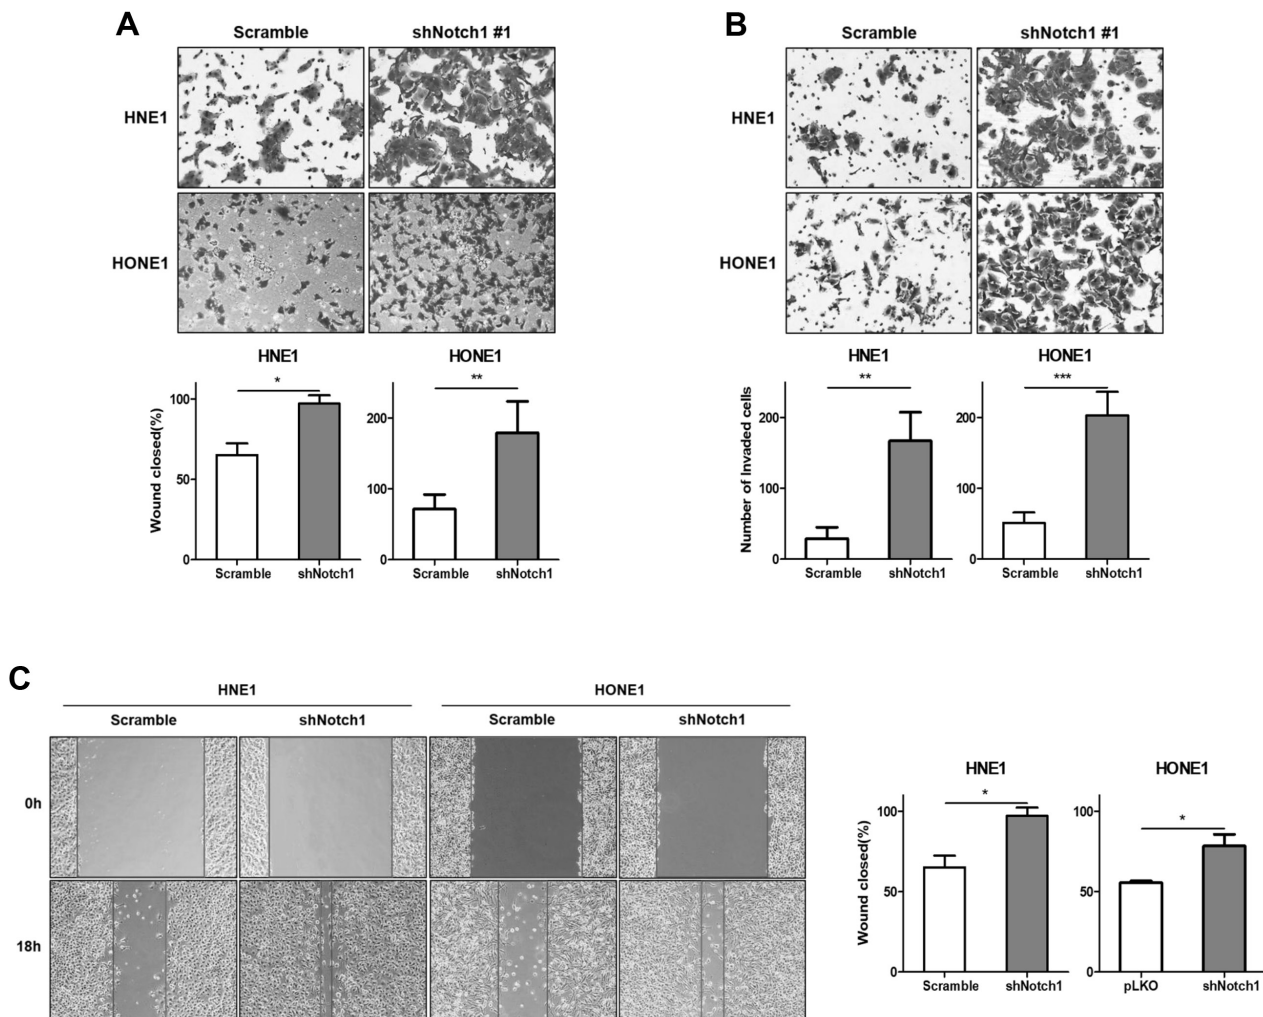 A
Scramble
shNotch1 #1
HNE1
HONE1
HNE1
HONE1
*
**
Wound closed(%)
100
50
0
200
100
0
Scramble
shNotch1
Scramble
shNotch1
B
Scramble
shNotch1 #1
HNE1
HONE1
HNE1
HONE1
**
***
Number of Invaded cells
200
100
0
200
100
0
Scramble
shNotch1
Scramble
shNotch1
C
HNE1
HONE1
Scramble
shNotch1
Scramble
shNotch1
0h
18h
HNE1
HONE1
*
*
Wound closed(%)
100
50
0
100
50
0
Scramble
shNotch1
pLKO
shNotch1